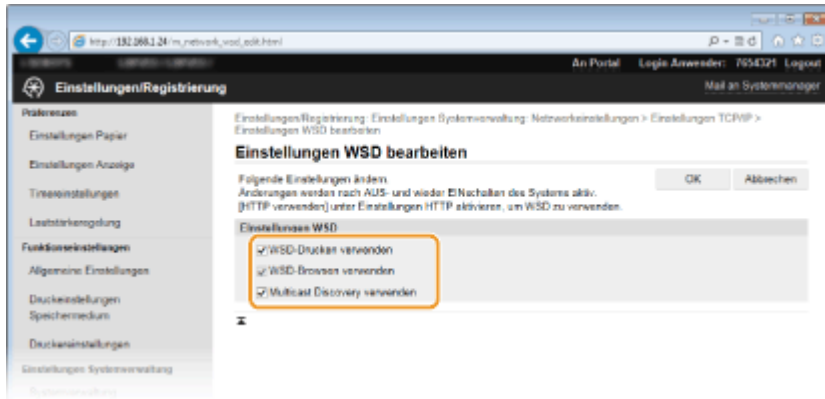 http://192.168.1.24/m_network_wsd_edit.html
An Portal Login Anwender: 7654321 Logout
Einstellungen/Registrierung
Mail an Systemmanager
Präferenzen
Einstellungen Papier
Einstellungen Anzeige
Timereinstellungen
Lautstärkeregelung
Funktionseinstellungen
Allgemeine Einstellungen
Druckeinstellungen
Speichermedium
Druckereinstellungen
Einstellungen Systemverwaltung
Systemverwaltung
Einstellungen/Registrierung: Einstellungen Systemverwaltung: Netzwerkeinstellungen > Einstellungen TCP/IP >
Einstellungen WSD bearbeiten
Einstellungen WSD bearbeiten
Folgende Einstellungen ändern.
Änderungen werden nach AUS- und wieder EINschalten des Systems aktiv.
[HTTP verwenden] unter Einstellungen HTTP aktivieren, um WSD zu verwenden.
OK Abbrechen
Einstellungen WSD
WSD-Drucken verwenden
WSD-Browsen verwenden
Multicast Discovery verwenden